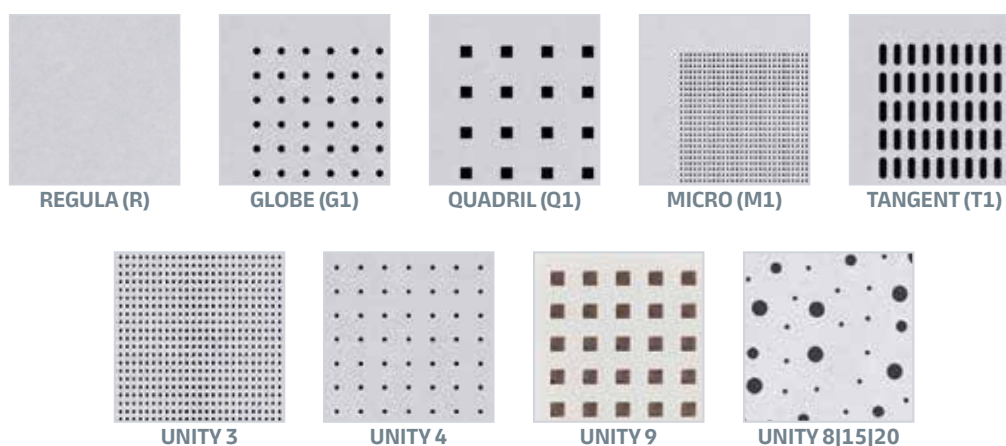 REGULA (R)
GLOBE (G1)
QUADRIL (Q1)
MICRO (M1)
TANGENT (T1)
UNITY 3
UNITY 4
UNITY 9
UNITY 8|15|20